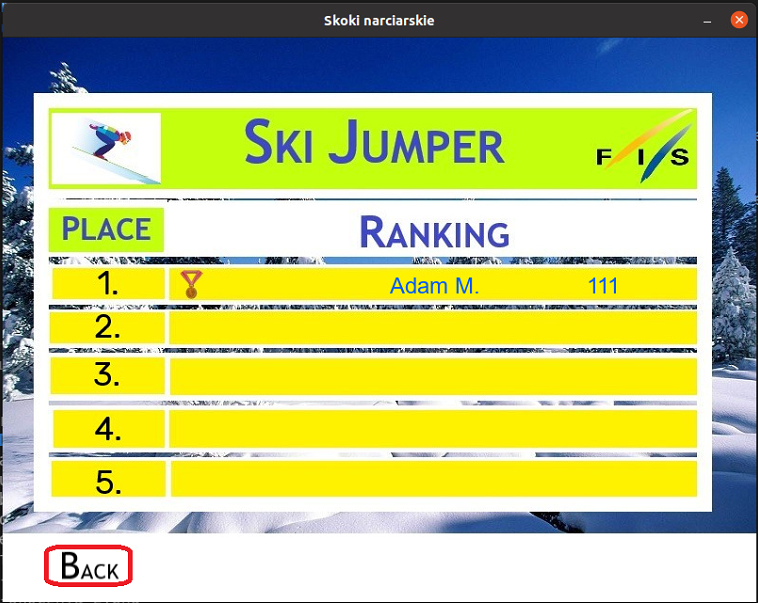 Skoki narciarskie
SKI JUMPER
FIS
PLACE
RANKING
1. Adam M. 111
2.
3.
4.
5.
BACK